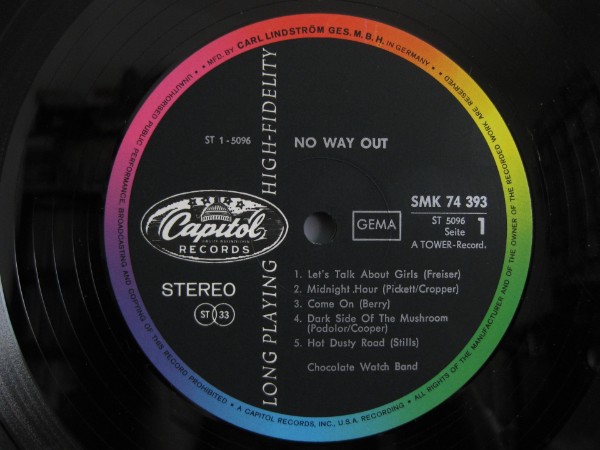 MFD. BY CARL LINDSTRÖM GES. M. B. H. IN GERMANY
ALL RIGHTS OF THE MANUFACTURER AND OF THE OWNER OF THE RECORDED WORK ARE RESERVED
UNAUTHORISED PUBLIC PERFORMANCE, BROADCASTING AND COPYING OF THIS RECORD PROHIBITED
A CAPITOL RECORDS, INC., U.S.A. RECORDING
LONG PLAYING HIGH-FIDELITY
ST 1-5096
NO WAY OUT
Capitol
RECORDS
STEREO
ST 33
GEMA
SMK 74 393
ST 5096
Seite 1
A TOWER-Record.
1. Let's Talk About Girls (Freiser)
2. Midnight.Hour (Pickett/Cropper)
3. Come On (Berry)
4. Dark Side Of The Mushroom
(Podolor/Cooper)
5. Hot Dusty Road (Stills)
Chocolate Watch Band